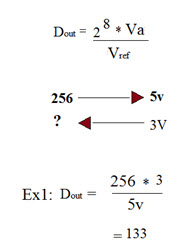 Dout = 2^8 * Va
Vref
256 5v
? 3V
Ex1: Dout = 256 * 3
5v
= 133